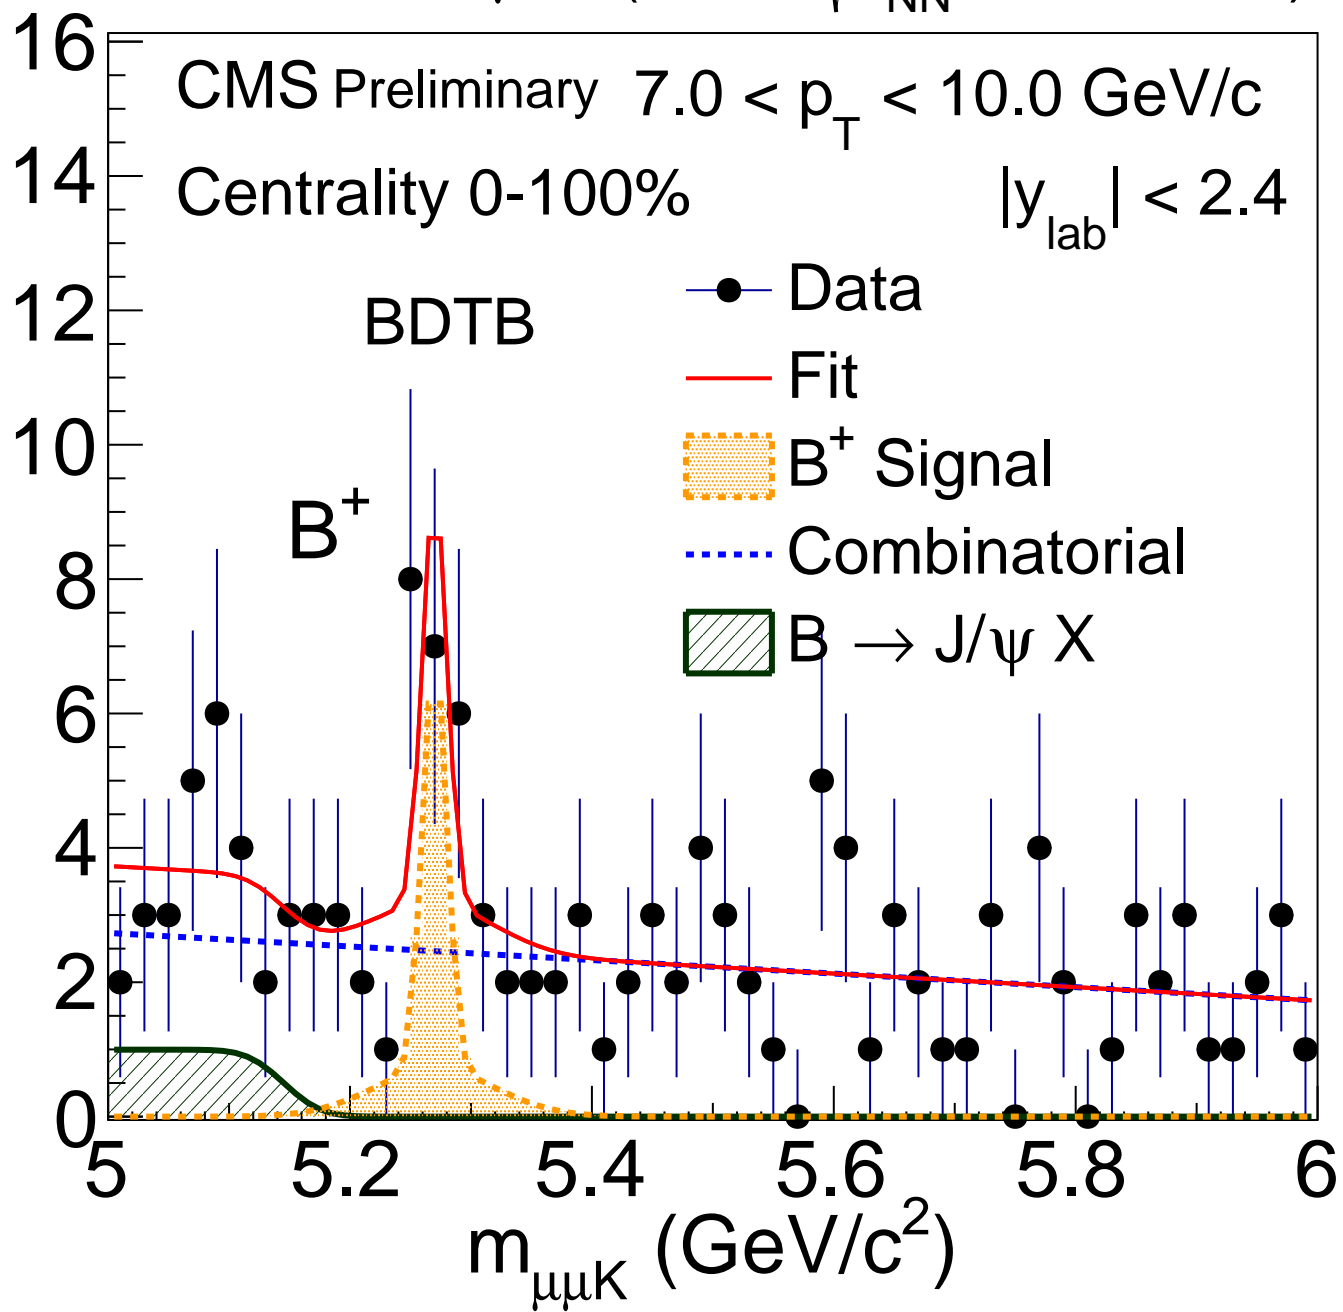 NN
CMS Preliminary 7.0 < p_T < 10.0 GeV/c
Centrality 0-100% |y_lab| < 2.4
BDTB
B⁺
Data
Fit
B⁺ Signal
Combinatorial
B → J/ψ X
16
14
12
10
8
6
4
2
0
5 5.2 5.4 5.6 5.8 6
m_μμK (GeV/c²)